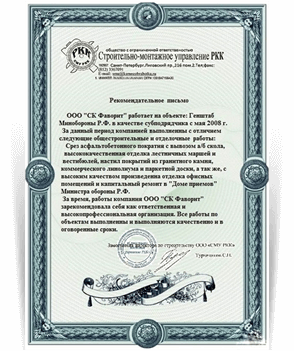 РКК
общество с ограниченной ответственностью
Строительно-монтажное управление РКК
Рекомендательное письмо
ООО "СК Фаворит" работает на объекте: Генштаб
Минобороны Р.Ф. в качестве субподрядчика с мая 2008 г.
За данный период компанией выполнены с отличием
следующие общестроительные и отделочные работы:
Срез асфальтобетонного покрытия с вывозом а/б скола,
высококачественная отделка лестничных маршей и
вестибюлей, настил покрытий из гранитного камня,
коммерческого линолиума и паркетной доски, а так же, с
высоким качеством произведена отделка офисных
помещений и капитальный ремонт в "Доме приемов"
Министра обороны Р.Ф.
За время, работы компания ООО "СК Фаворит"
зарекомендовала себя как ответственная и
высокопрофессиональная организация. Все работы по
объектам выполнены и выполняются качественно и в
оговоренные сроки.
Заместитель директора по строительству ООО «СМУ РКК»